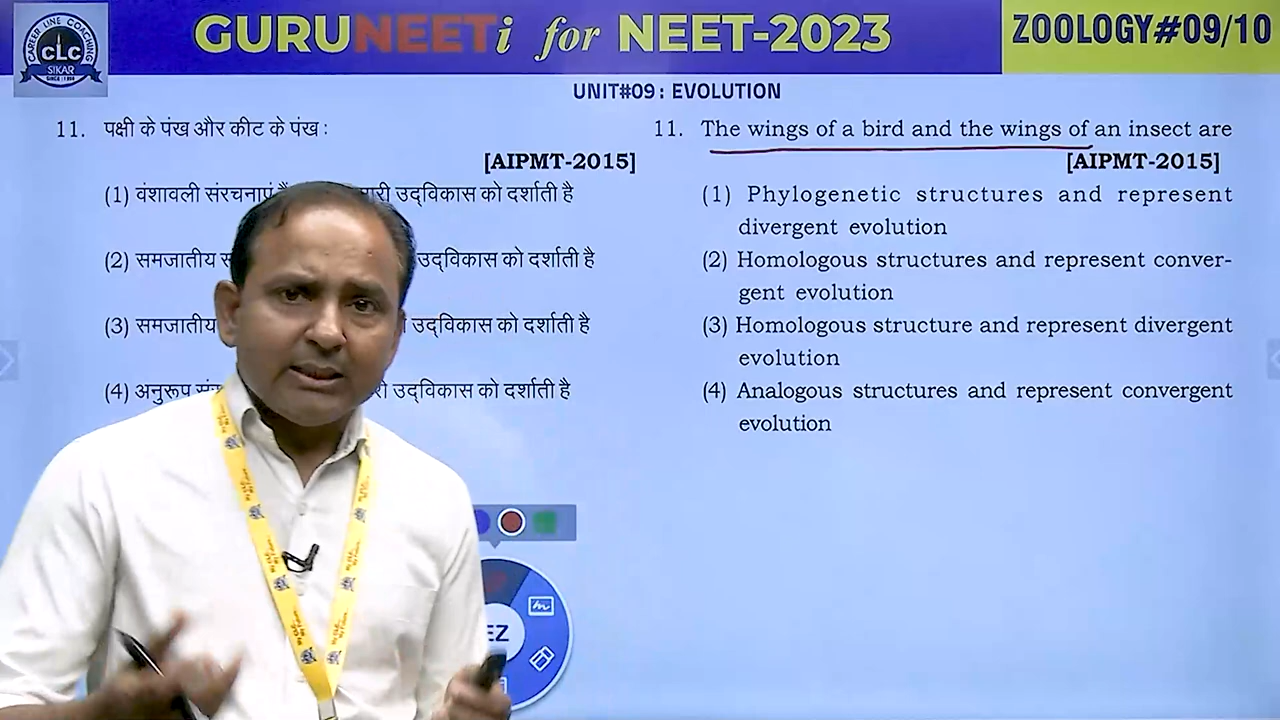 CAREER LINE COACHING
CLC
SIKAR
SINCE : 1996
GURUNEETi for NEET-2023
ZOOLOGY#09/10
UNIT#09 : EVOLUTION
11. पक्षी के पंख और कीट के पंख :
[AIPMT-2015]
(1) वंशावली संरचनाएं उद्विकास को दर्शाती है
(2) समजातीय उद्विकास को दर्शाती है
(3) समजातीय उद्विकास को दर्शाती है
(4) अनुरूप उद्विकास को दर्शाती है
11. The wings of a bird and the wings of an insect are
[AIPMT-2015]
(1) Phylogenetic structures and represent
divergent evolution
(2) Homologous structures and represent conver-
gent evolution
(3) Homologous structure and represent divergent
evolution
(4) Analogous structures and represent convergent
evolution
EZ